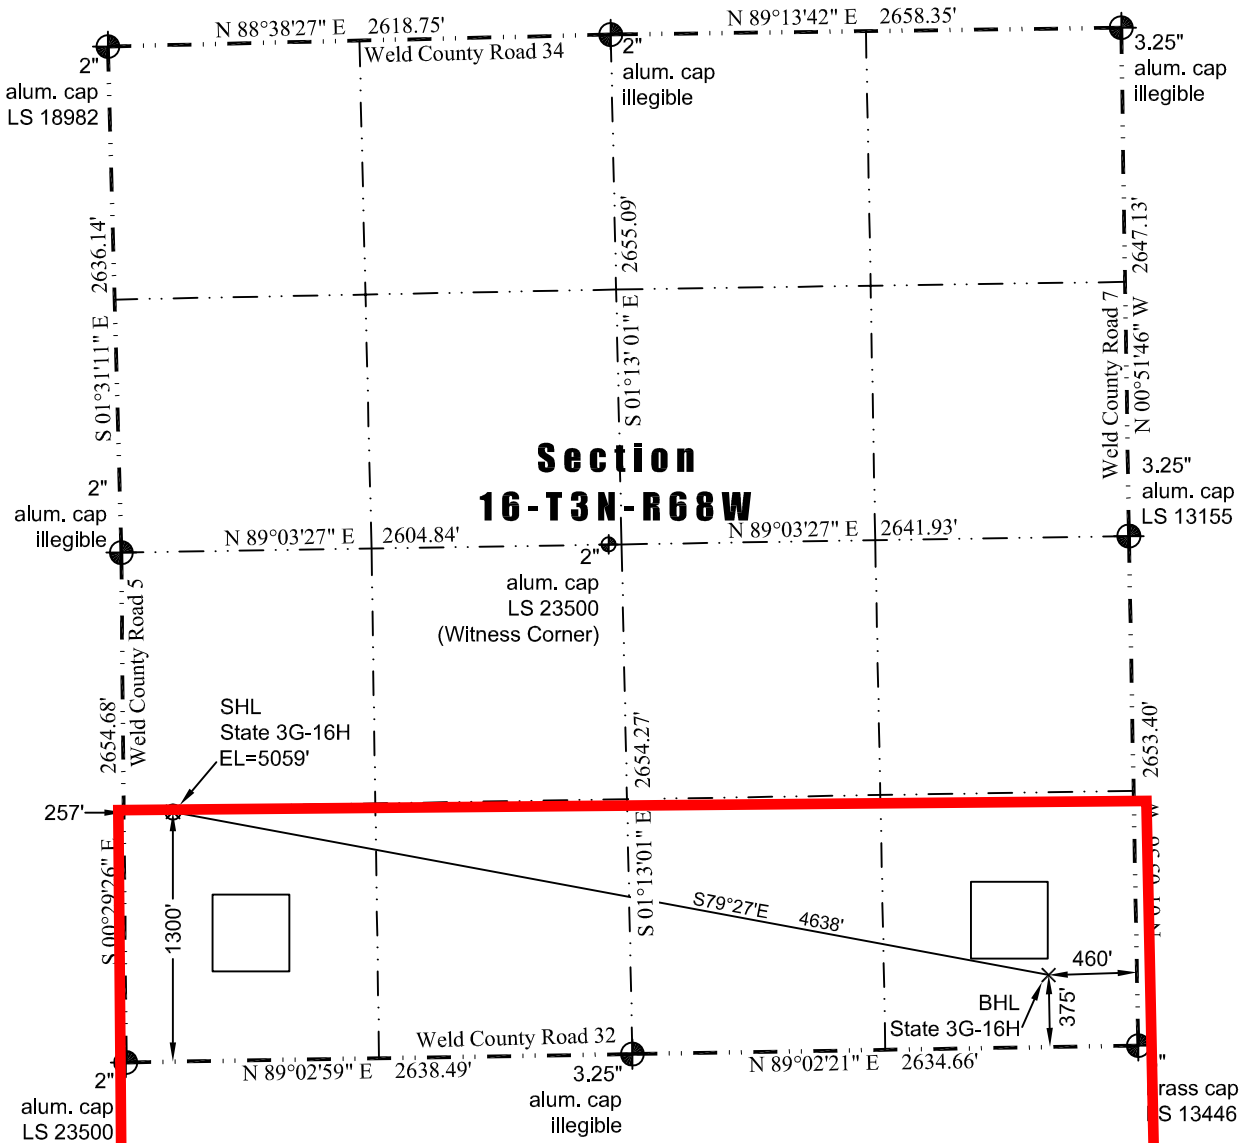 N 88°38'27" E 2618.75'
N 89°13'42" E 2658.35'
Weld County Road 34
2"
alum. cap
LS 18982
2"
alum. cap
illegible
3.25"
alum. cap
illegible
2636.14'
S 01°31'11" E
2655.09'
S 01°13' 01" E
2647.13'
N 00°51'46" W
Weld County Road 7
Section
16-T3N-R68W
2"
alum. cap
illegible
N 89°03'27" E 2604.84'
N 89°03'27" E 2641.93'
3.25"
alum. cap
LS 13155
2"
alum. cap
LS 23500
(Witness Corner)
Weld County Road 5
2654.68'
S 00°29'26" E
SHL
State 3G-16H
EL=5059'
2654.27'
S 01°13'01" E
2653.40'
W
257'
1300'
S79°27'E 4638'
460'
375'
BHL
State 3G-16H
Weld County Road 32
N 89°02'59" E 2638.49'
N 89°02'21" E 2634.66'
2"
alum. cap
LS 23500
3.25"
alum. cap
illegible
"
rass cap
S 13446